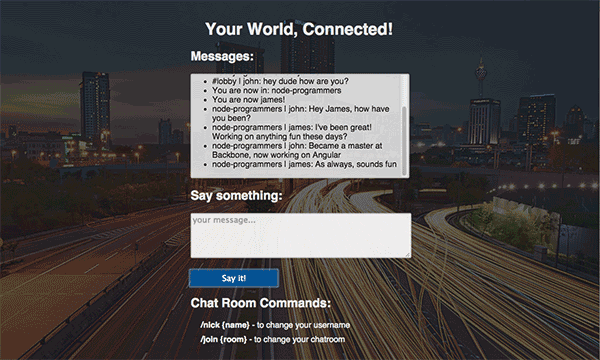 Your World, Connected!
Messages:
#lobby | john: hey dude how are you?
You are now in: node-programmers
You are now james!
node-programmers | john: Hey James, how have
you been?
node-programmers | james: I've been great!
Working on anything fun these days?
node-programmers | john: Became a master at
Backbone, now working on Angular
node-programmers | james: As always, sounds fun
Say something:
your message...
Say it!
Chat Room Commands:
/nick {name} - to change your username
/join {room} - to change your chatroom